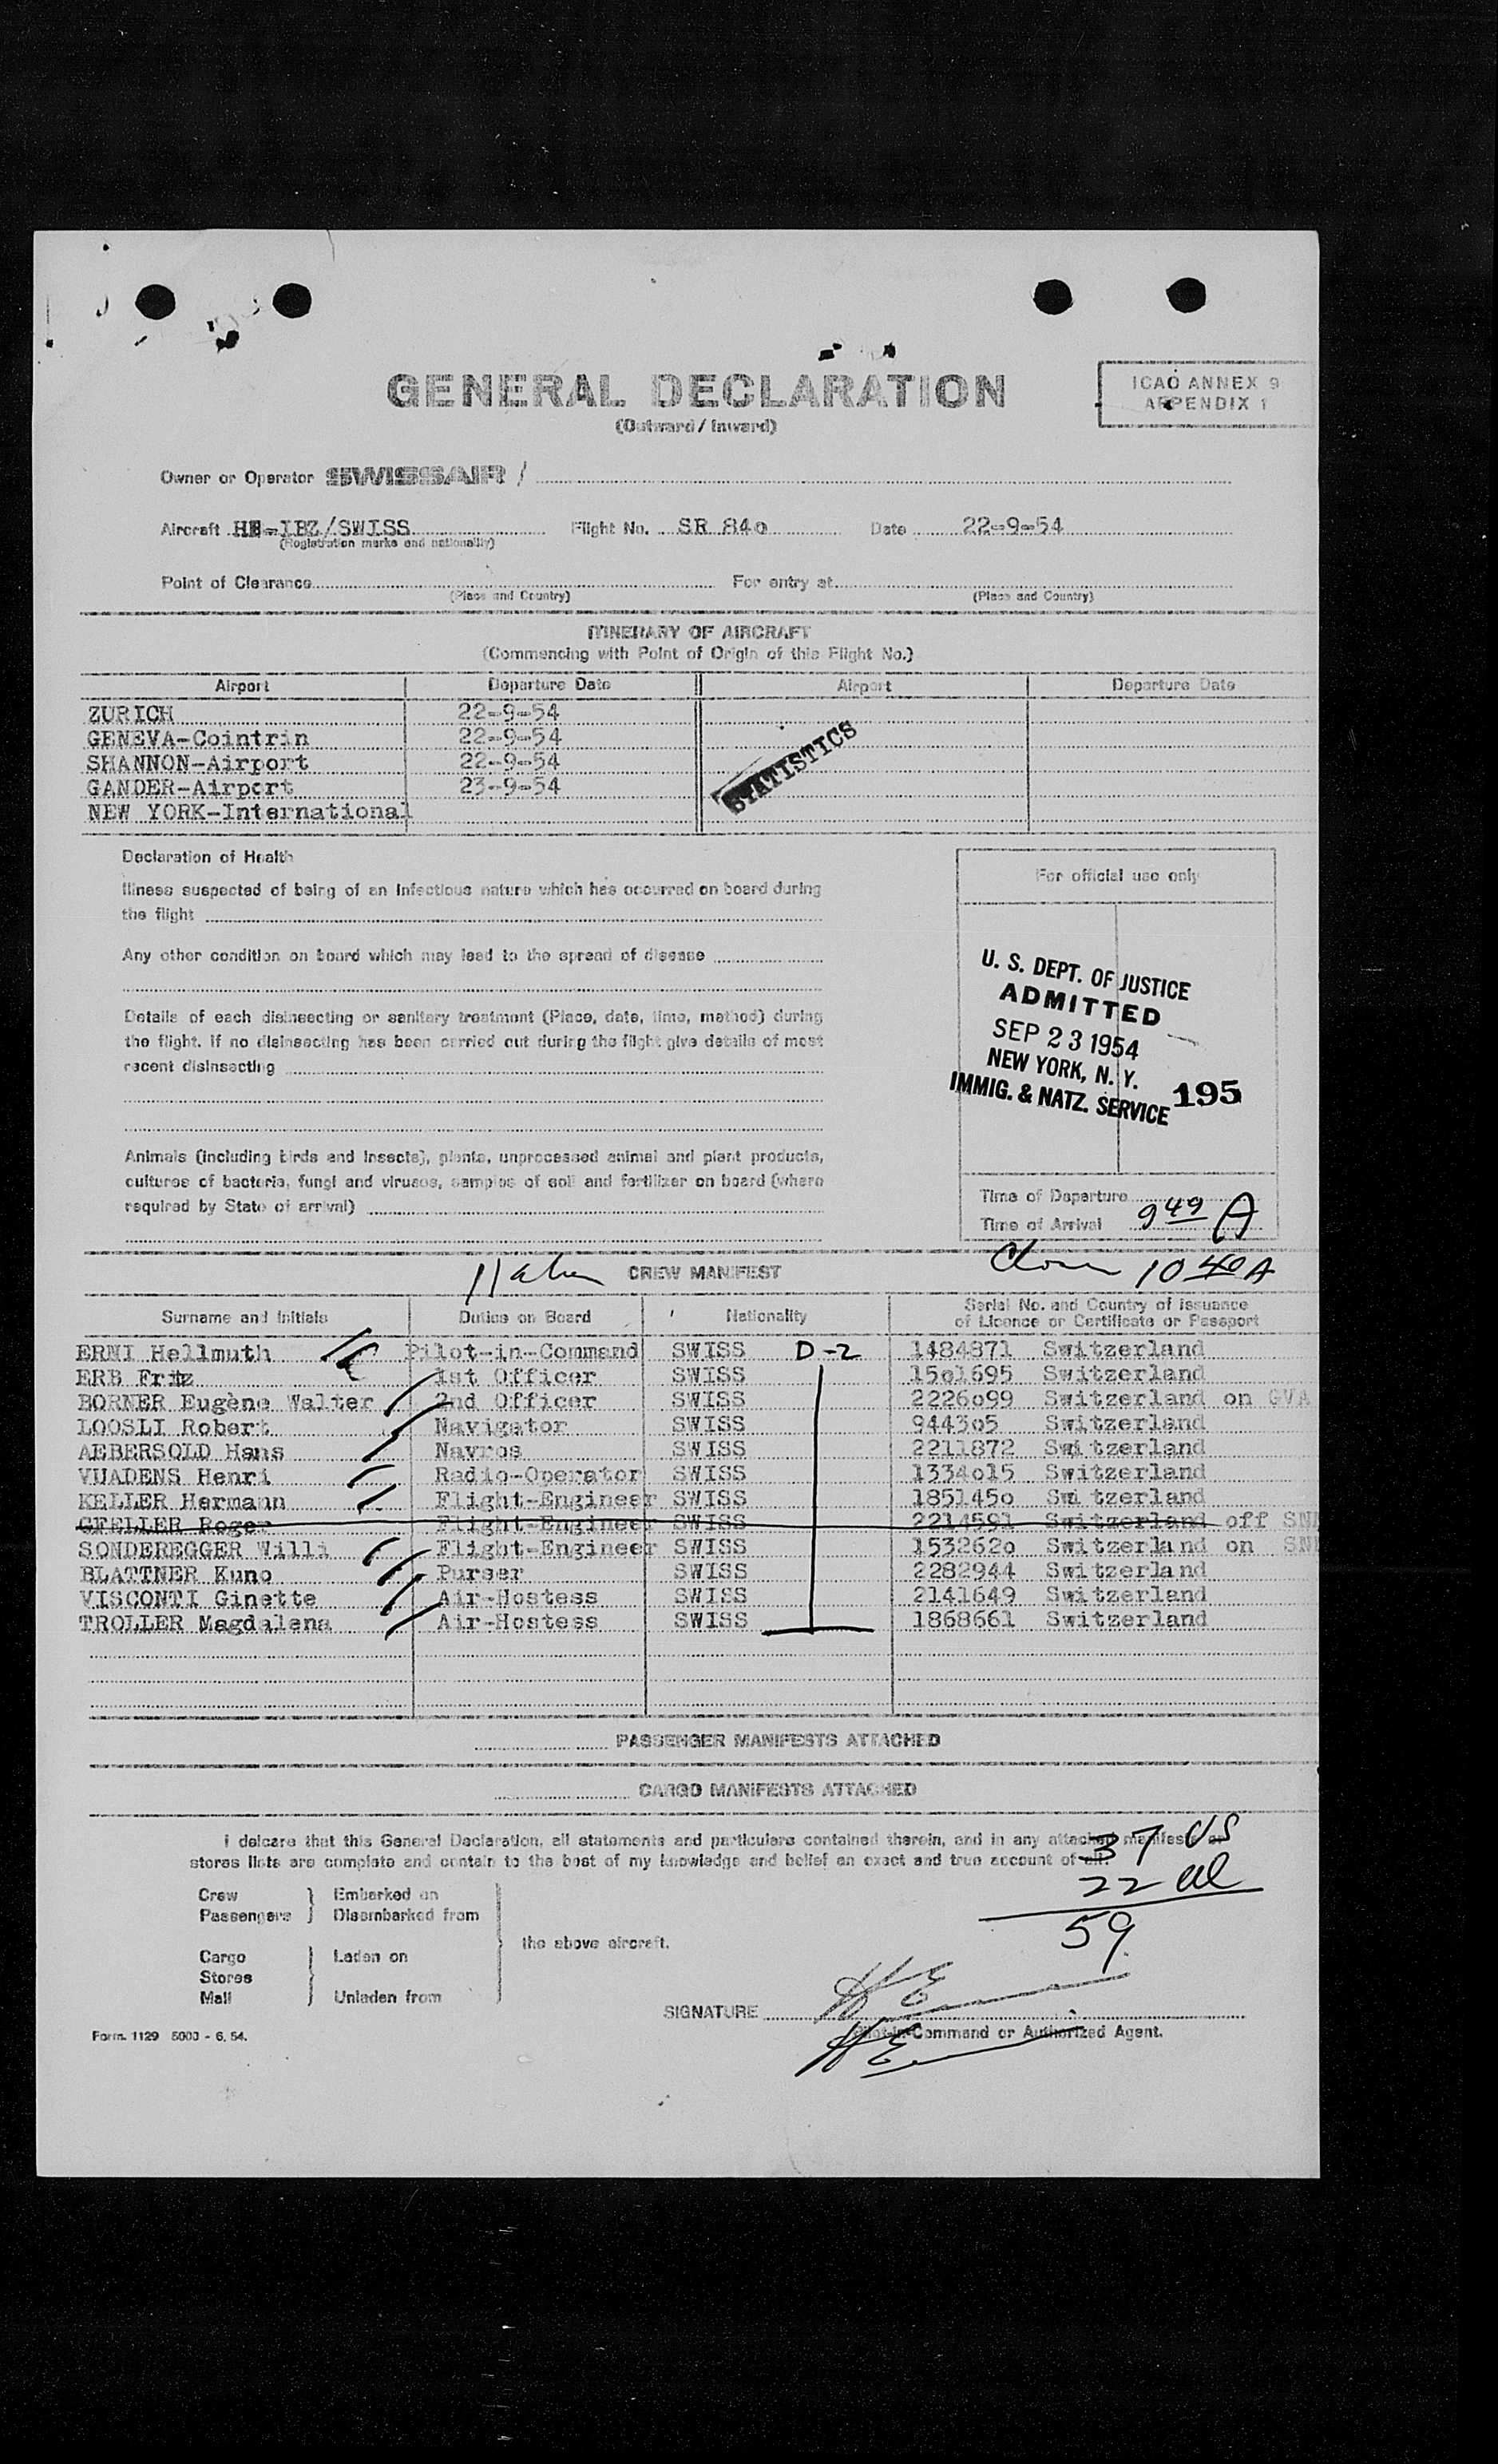 GENERAL DECLARATION
(Outward / Inward)
ICAO ANNEX 9
APPENDIX 1
Owner or Operator SWISSAIR /
Aircraft HB-IBZ/SWISS Flight No. SR 84o Date 22-9-54
(Registration marks and nationality)
Point of Clearance For entry at
(Place and Country) (Place and Country)
ITINERARY OF AIRCRAFT
(Commencing with Point of Origin of this Flight No.)
Airport Departure Date Airport Departure Date
ZURICH 22-9-54
GENEVA-Cointrin 22-9-54
SHANNON-Airport 22-9-54
GANDER-Airport 23-9-54
NEW YORK-International
STATISTICS
Declaration of Health
Illness suspected of being of an infectious nature which has occurred on board during
the flight
Any other condition on board which may lead to the spread of disease
Details of each disinsecting or sanitary treatment (Place, date, time, method) during
the flight. If no disinsecting has been carried out during the flight give details of most
recent disinsecting
Animals (including birds and insects), plants, unprocessed animal and plant products,
cultures of bacteria, fungi and viruses, samples of soil and fertilizer on board (where
required by State of arrival)
For official use only
U. S. DEPT. OF JUSTICE
ADMITTED
SEP 23 1954
NEW YORK, N. Y.
IMMIG. & NATZ. SERVICE 195
Time of Departure
Time of Arrival 9 49 A
10 40 A
11 CREW MANIFEST
Surname and Initials Duties on Board Nationality Serial No. and Country of issuance
of Licence or Certificate or Passport
ERNI Hellmuth Pilot-in-Command SWISS D-2 1484871 Switzerland
ERB Fritz 1st Officer SWISS 15o1695 Switzerland
BORNER Eugène Walter 2nd Officer SWISS 2226o99 Switzerland on GVA
LOOSLI Robert Navigator SWISS 9443o5 Switzerland
AEBERSOLD Hans Navros SWISS 2211872 Switzerland
VUADENS Henri Radio-Operator SWISS 1334o15 Switzerland
KELLER Hermann Flight-Engineer SWISS 185145o Switzerland
GFELLER Roger Flight-Engineer SWISS 2214591 Switzerland off SN
SONDEREGGER Willi Flight-Engineer SWISS 153262o Switzerland on SN
BLATTNER Kuno Purser SWISS 2282944 Switzerland
VISCONTI Ginette Air-Hostess SWISS 2141649 Switzerland
TROLLER Magdalena Air-Hostess SWISS 1868661 Switzerland
PASSENGER MANIFESTS ATTACHED
CARGO MANIFESTS ATTACHED
I delcare that this General Declaration, all statements and particulars contained therein, and in any attached manifests or
stores lists are complete and contain to the best of my knowledge and belief an exact and true account of all:
37 US
22 al
59
Crew Embarked on
Passengers Disembarked from
the above aircraft.
Cargo Laden on
Stores
Mail Unladen from
SIGNATURE HE
Pilot-in-Command or Authorized Agent.
HE
Form. 1129 5000 - 6. 54.